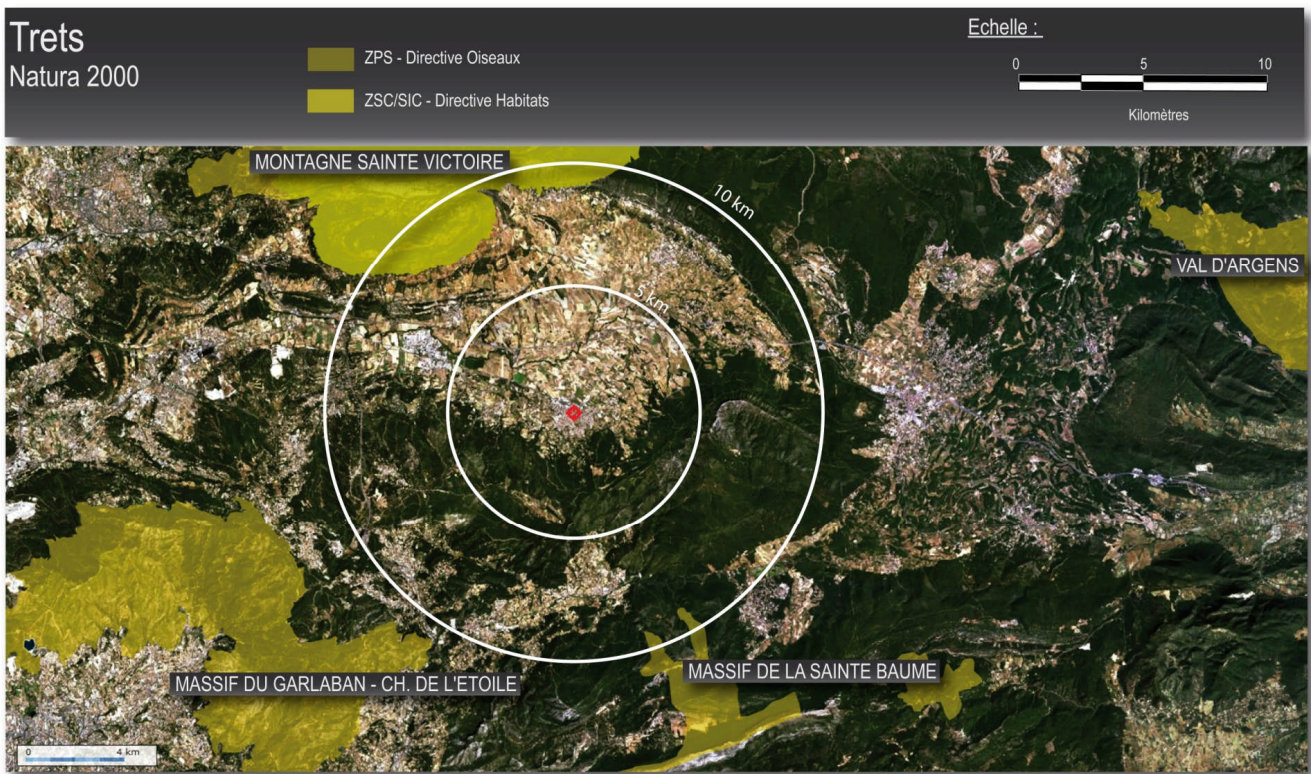 Trets
Natura 2000
ZPS - Directive Oiseaux
ZSC/SIC - Directive Habitats
Echelle :
0 5 10
Kilomètres
MONTAGNE SAINTE VICTOIRE
10 km
VAL D'ARGENS
5 km
MASSIF DE LA SAINTE BAUME
MASSIF DU GARLABAN - CH. DE L'ETOILE
0 4 km